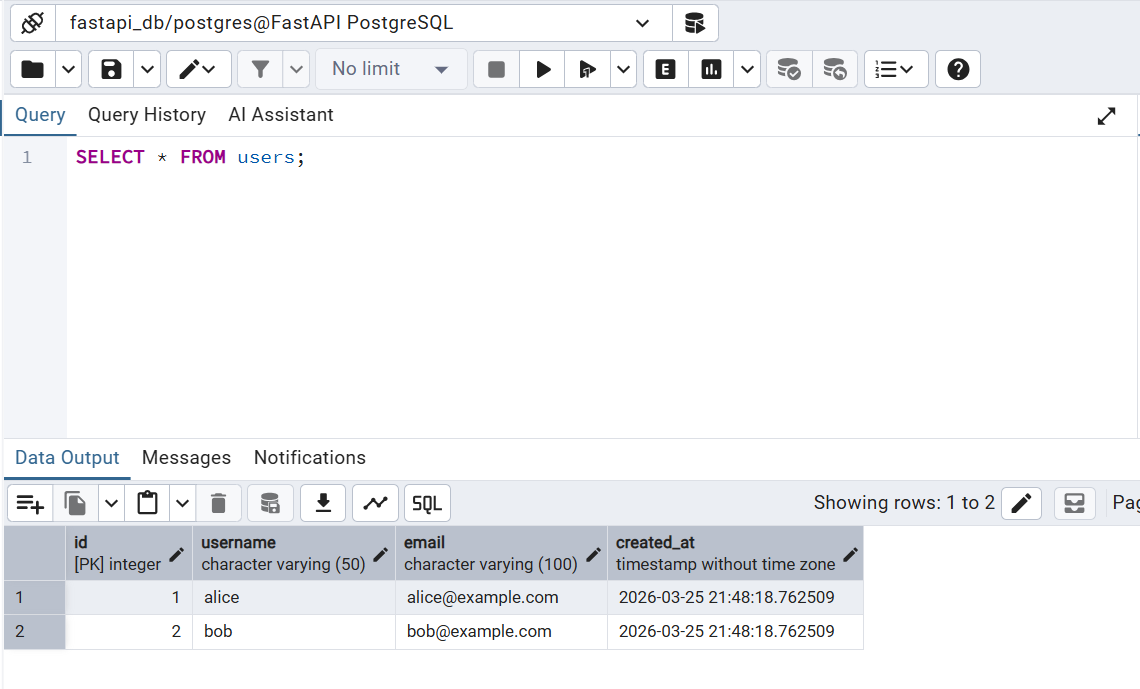 fastapi_db/postgres@FastAPI PostgreSQL
No limit
E
Query Query History AI Assistant
1 SELECT * FROM users;
Data Output Messages Notifications
SQL Showing rows: 1 to 2 Pag
id username email created_at
[PK] integer character varying (50) character varying (100) timestamp without time zone
1 1 alice alice@example.com 2026-03-25 21:48:18.762509
2 2 bob bob@example.com 2026-03-25 21:48:18.762509